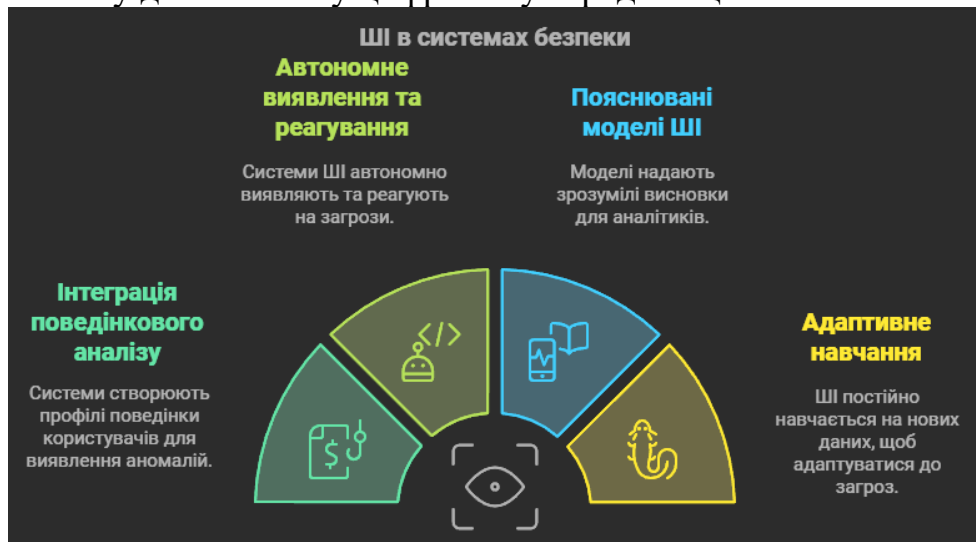 ШІ в системах безпеки
Автономне
виявлення та
реагування
Системи ШІ автономно
виявляють та реагують
на загрози.
Пояснювані
моделі ШІ
Моделі надають
зрозумілі висновки
для аналітиків.
Інтеграція
поведінкового
аналізу
Системи створюють
профілі поведінки
користувачів для
виявлення аномалій.
Адаптивне
навчання
ШІ постійно
навчається на нових
даних, щоб
адаптуватися до
загроз.